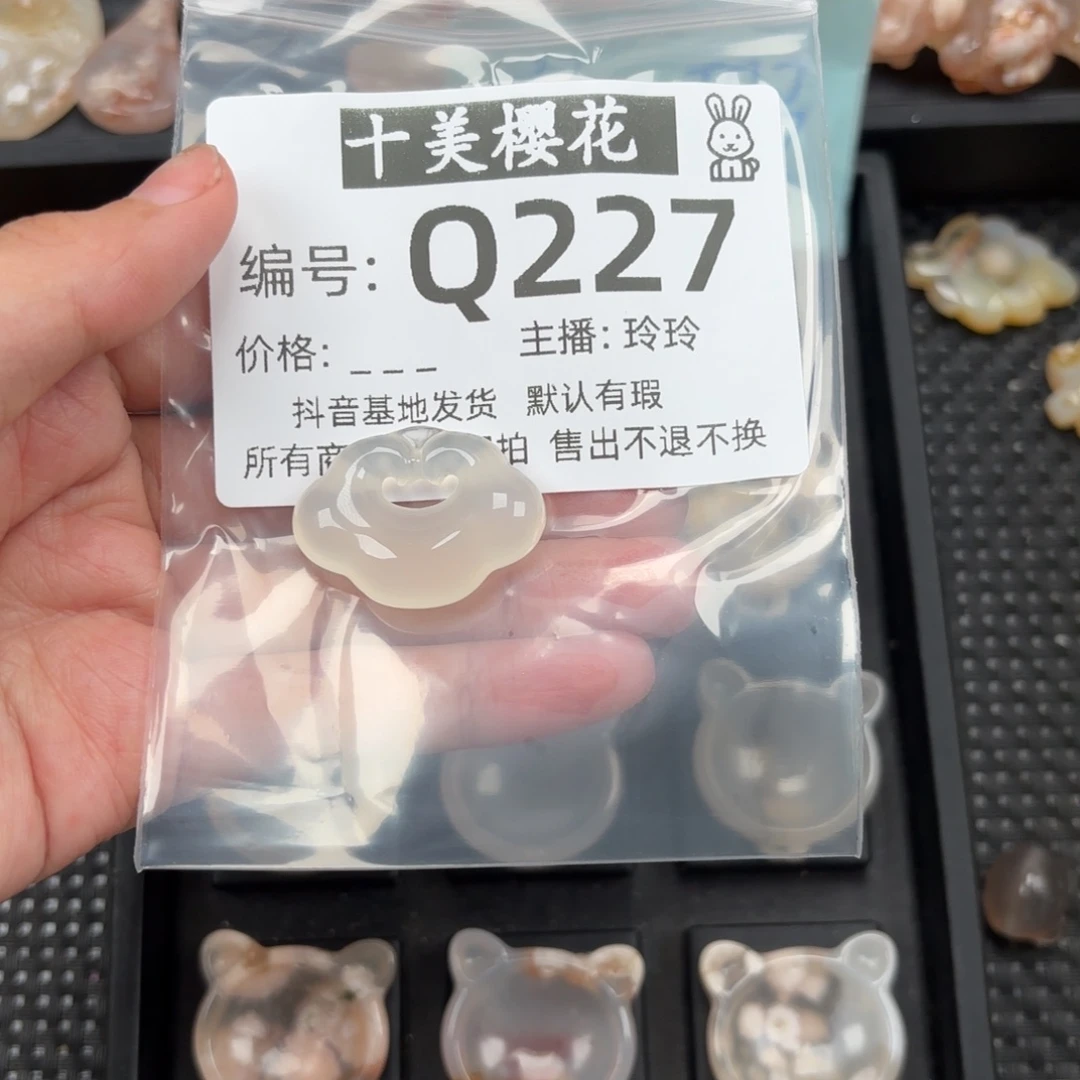 十美樱花
编号: Q227
价格: _ _ _ 主播: 玲玲
抖音基地发货 默认有瑕
所有商 拍 售出不退不换